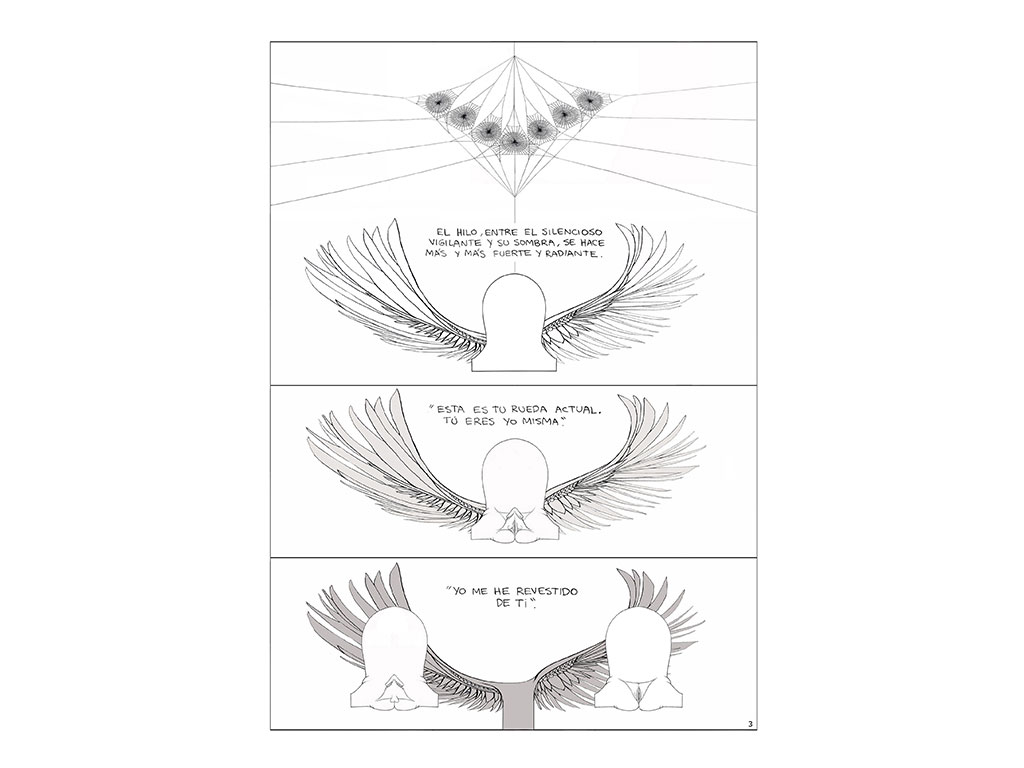 EL HILO, ENTRE EL SILENCIOSO
VIGILANTE Y SU SOMBRA, SE HACE
MÁS Y MÁS FUERTE Y RADIANTE.
"ESTA ES TU RUEDA ACTUAL.
TÚ ERES YO MISMA".
"YO ME HE REVESTIDO
DE TI".
3